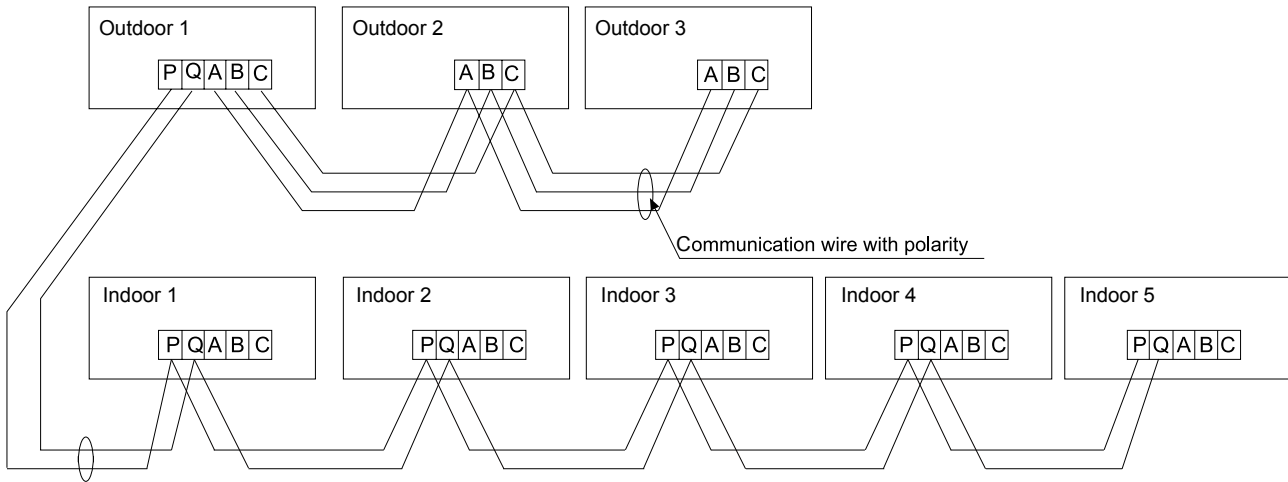 Outdoor 1
Outdoor 2
Outdoor 3
P Q A B C
A B C
A B C
Communication wire with polarity
Indoor 1
Indoor 2
Indoor 3
Indoor 4
Indoor 5
P Q A B C
P Q A B C
P Q A B C
P Q A B C
P Q A B C